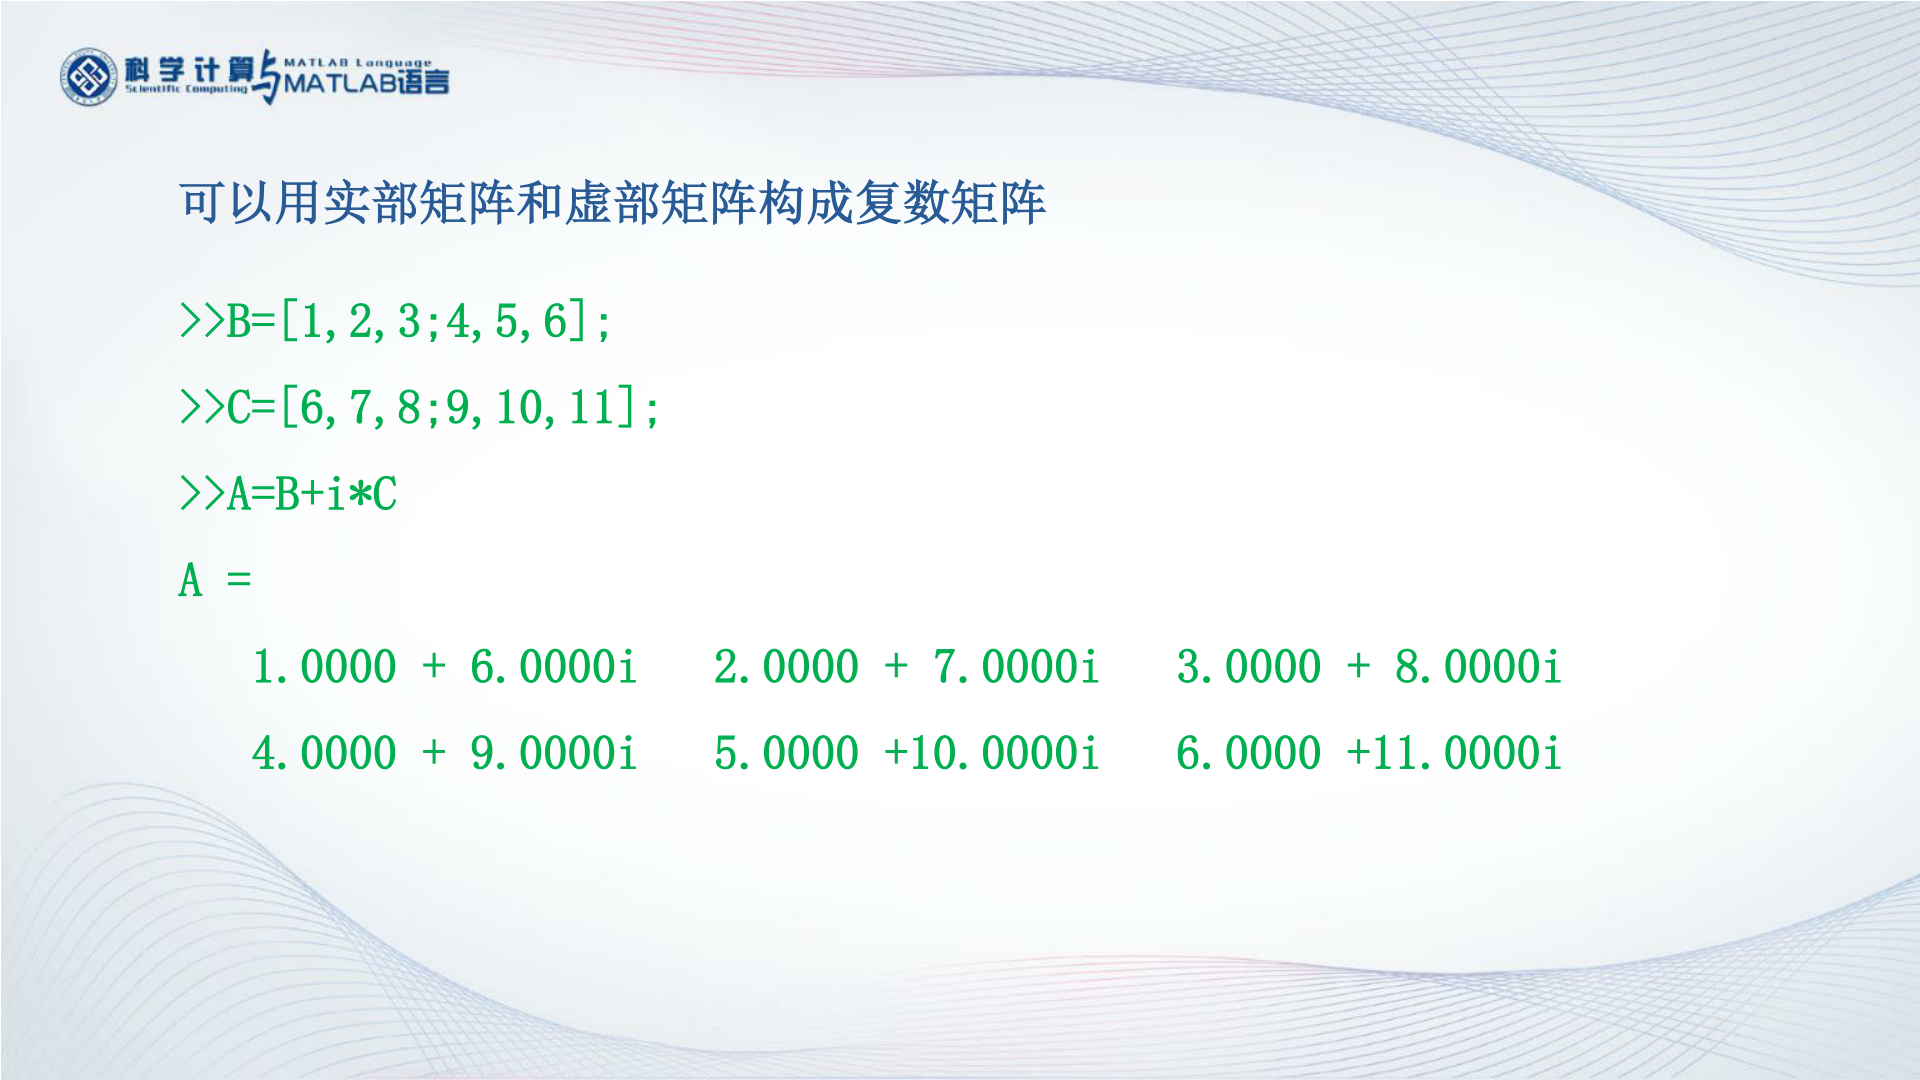 科学计算与MATLAB语言
Scientific Computing
MATLAB Language
可以用实部矩阵和虚部矩阵构成复数矩阵
>>B=[1,2,3;4,5,6];
>>C=[6,7,8;9,10,11];
>>A=B+i*C
A =
1.0000 + 6.0000i   2.0000 + 7.0000i   3.0000 + 8.0000i
4.0000 + 9.0000i   5.0000 +10.0000i   6.0000 +11.0000i